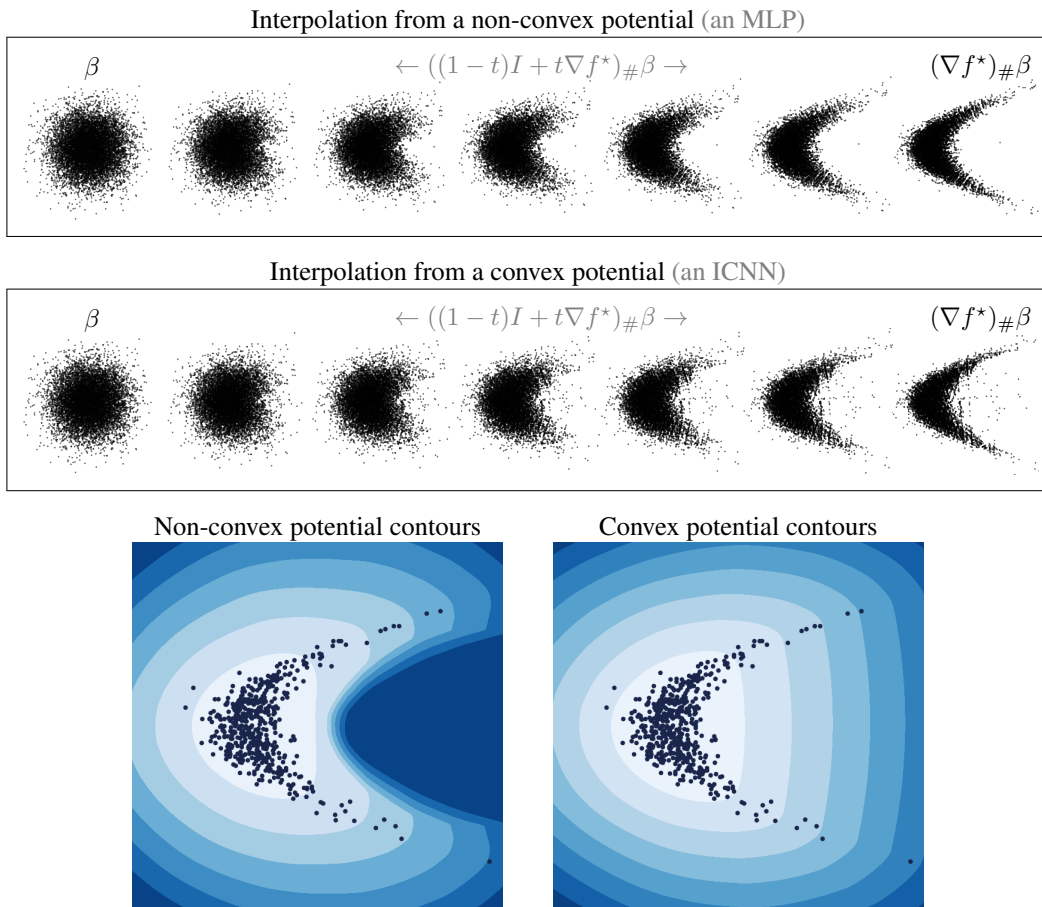 Interpolation from a non-convex potential (an MLP)
β ← ((1 − t)I + t∇f⋆)#β → (∇f⋆)#β
Interpolation from a convex potential (an ICNN)
β ← ((1 − t)I + t∇f⋆)#β → (∇f⋆)#β
Non-convex potential contours Convex potential contours